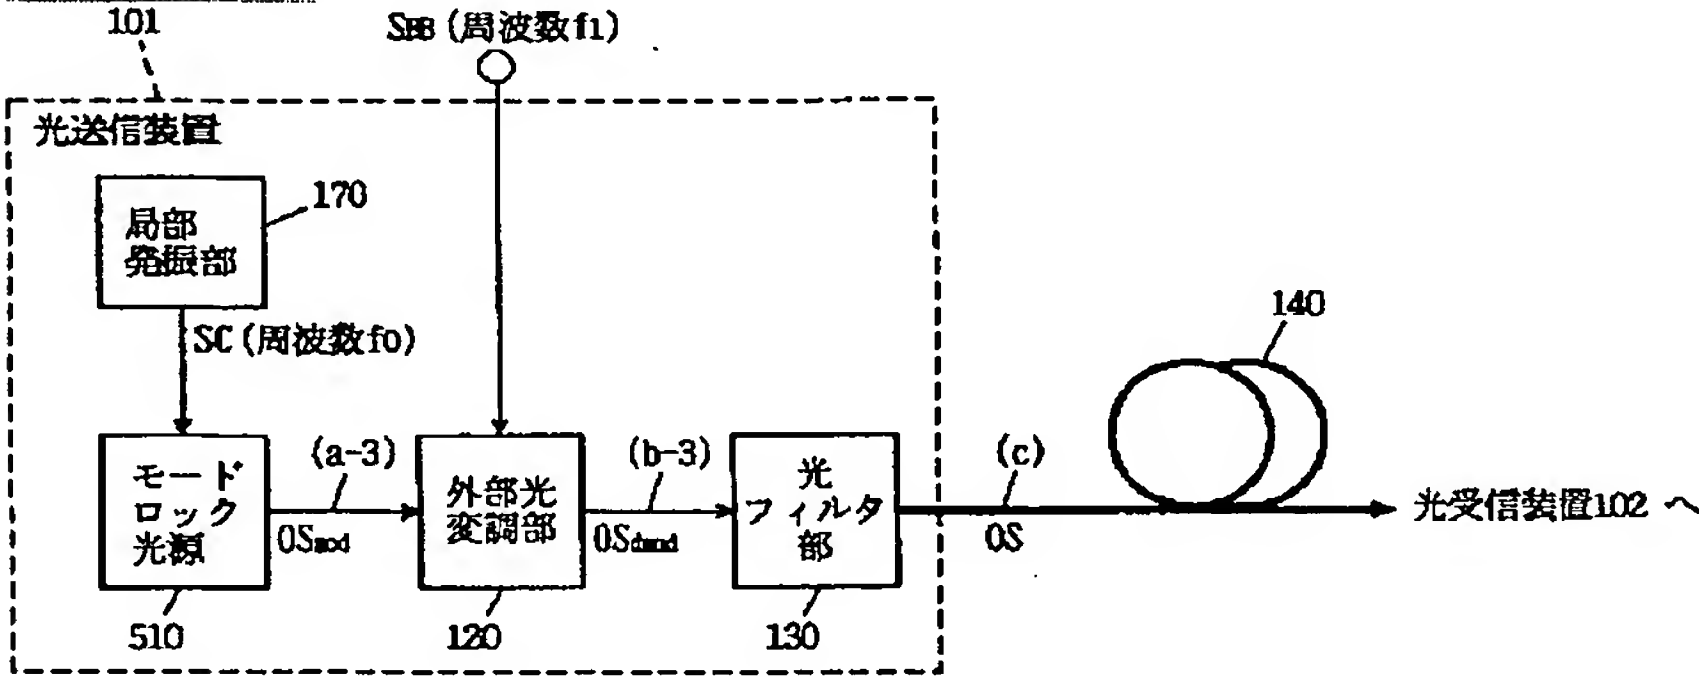 101
SBB(周波数f1)
光送信装置
170
局部
発振部
SC(周波数f0)
140
(a-3)
(b-3)
(c)
モード
ロック
光源
外部光
変調部
光
フィルタ
部
光受信装置102へ
OSmod
OSdmod
OS
510
120
130